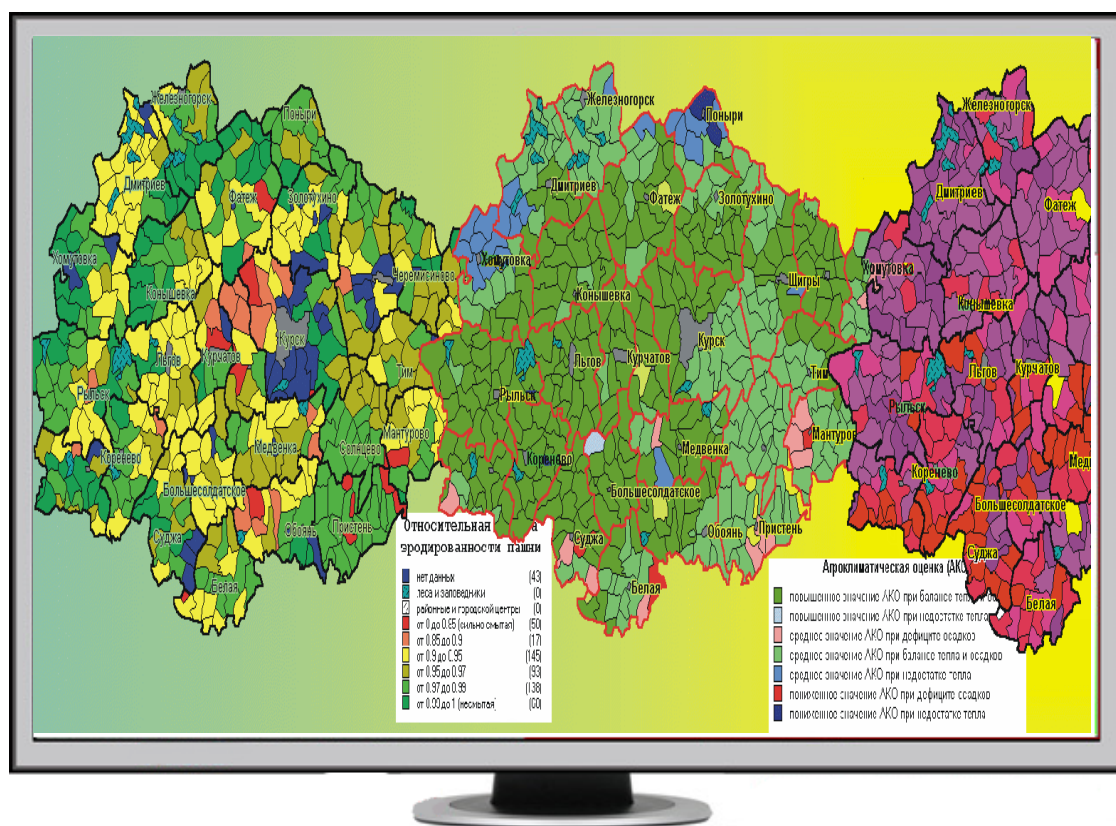 Железногорск
Поныри
Дмитриев
Фатеж
Золотухино
Хомутовка
Конышевка
Черемисиново
Льгов
Курчатов
Курск
Рыльск
Тим
Коренево
Медвенка
Солнцево
Мантурово
Большесолдатское
Суджа
Обоянь
Пристень
Белая
Относительная
эродированности пашни
нет данных (43)
леса и заповедники (0)
районные и городской центры (0)
от 0 до 0.85 (сильно смытая) (50)
от 0.85 до 0.9 (17)
от 0.9 до 0.95 (145)
от 0.95 до 0.97 (93)
от 0.97 до 0.99 (138)
от 0.99 до 1 (несмытая)
Железногорск
Поныри
Дмитриев
Фатеж
Золотухино
Хомутовка
Конышевка
Щигры
Льгов
Курчатов
Курск
Тим
Рыльск
Коренево
Медвенка
Мантуров
Большесолдатское
Суджа
Обоянь
Пристень
Белая
Агроклиматическая оценка (АКО
повышенное значение АКО при балансе
повышенное значение АКО при недостатке тепла
среднее значение АКО при дефиците осадков
среднее значение АКО при балансе тепла и осадков
среднее значение АКО при недостатке тепла
пониженное значение АКО при дефиците осадков
пониженное значение АКО при недостатке тепла
Железногорск
Дмитриев
Фатеж
Хомутовка
Конышевка
Льгов
Курчатов
Рыльск
Коренево
Большесолдатское
Суджа
Белая